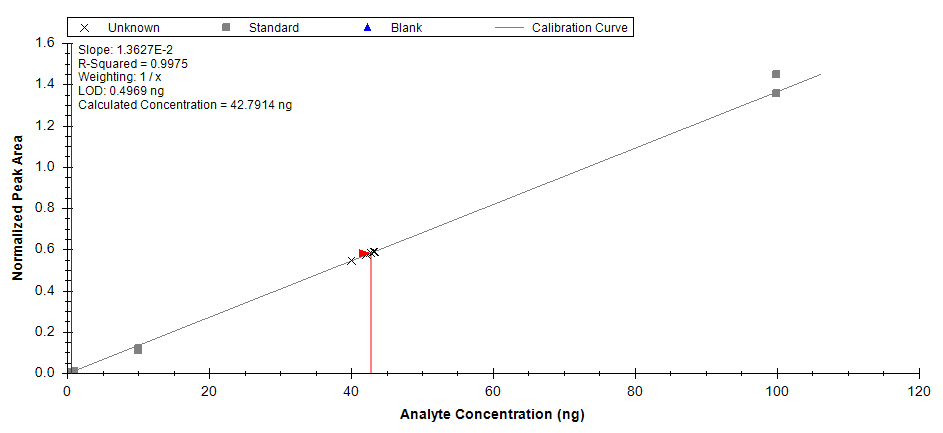 Unknown Standard Blank Calibration Curve
Slope: 1.3627E-2
R-Squared = 0.9975
Weighting: 1 / x
LOD: 0.4969 ng
Calculated Concentration = 42.7914 ng
Normalized Peak Area
1.6
1.4
1.2
1.0
0.8
0.6
0.4
0.2
0.0
0 20 40 60 80 100 120
Analyte Concentration (ng)